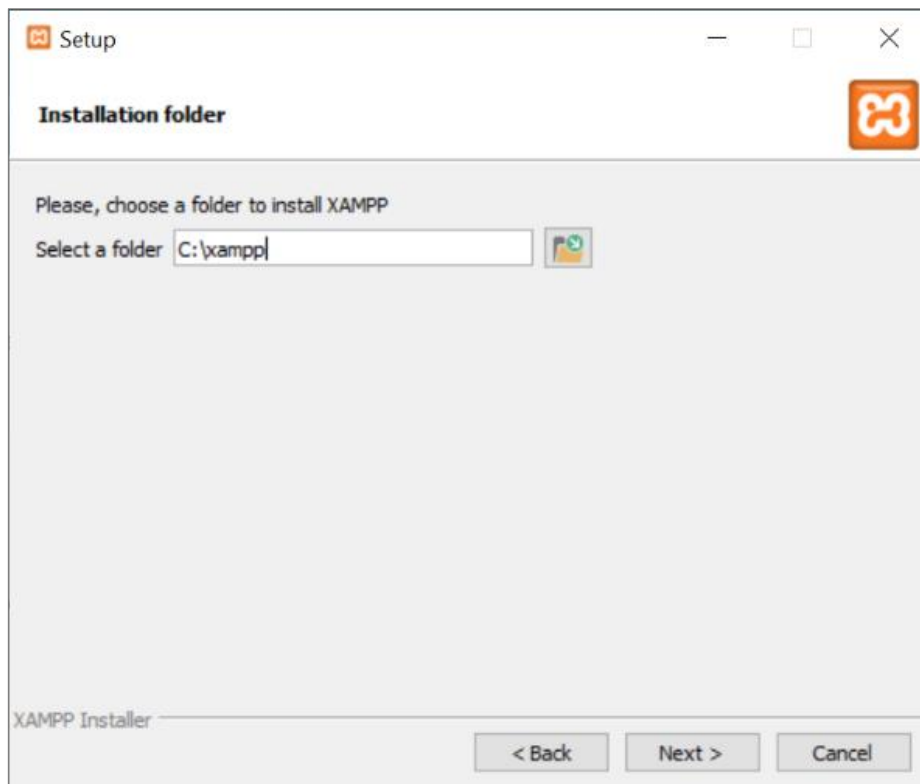 Setup
Installation folder
Please, choose a folder to install XAMPP
Select a folder C:\xampp
XAMPP Installer
< Back Next > Cancel